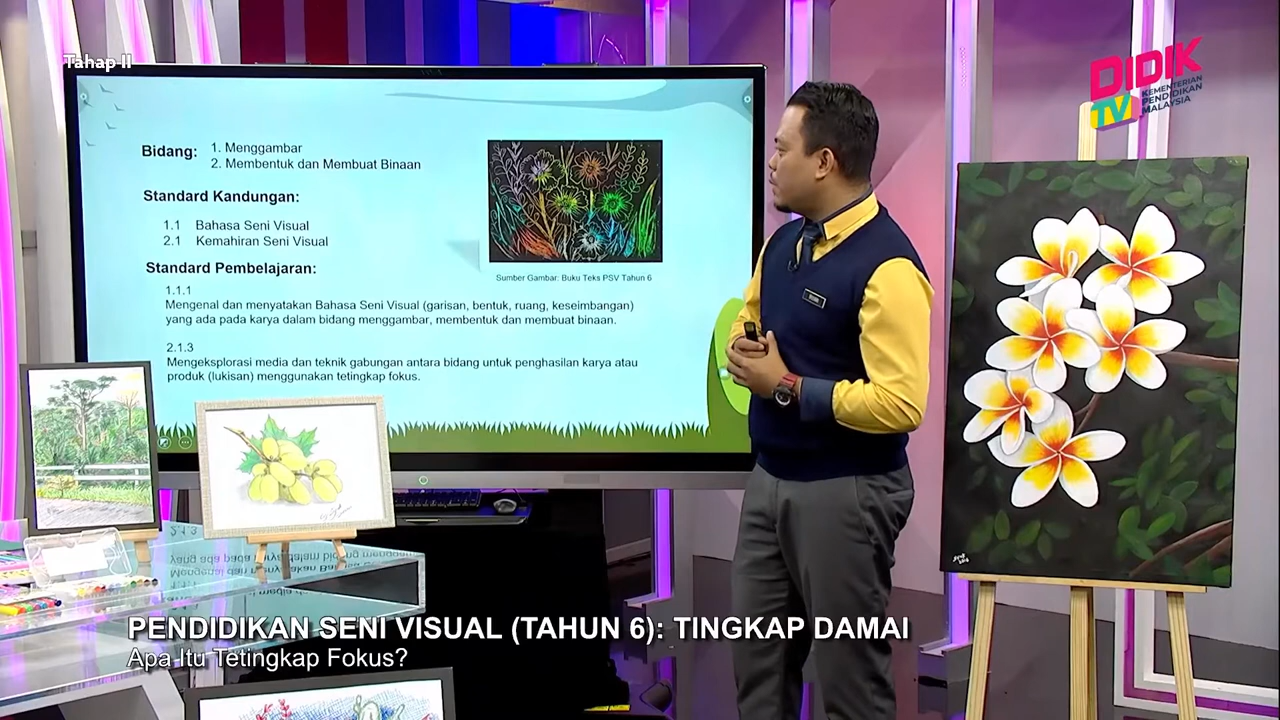 Tahap II
DIDIK
TV
KEMENTERIAN
PENDIDIKAN
MALAYSIA
Bidang: 1. Menggambar
2. Membentuk dan Membuat Binaan
Standard Kandungan:
1.1 Bahasa Seni Visual
2.1 Kemahiran Seni Visual
Sumber Gambar: Buku Teks PSV Tahun 6
Standard Pembelajaran:
1.1.1
Mengenal dan menyatakan Bahasa Seni Visual (garisan, bentuk, ruang, keseimbangan)
yang ada pada karya dalam bidang menggambar, membentuk dan membuat binaan.
2.1.3
Mengeksplorasi media dan teknik gabungan antara bidang untuk penghasilan karya atau
produk (lukisan) menggunakan tetingkap fokus.
PENDIDIKAN SENI VISUAL (TAHUN 6): TINGKAP DAMAI
Apa Itu Tetingkap Fokus?